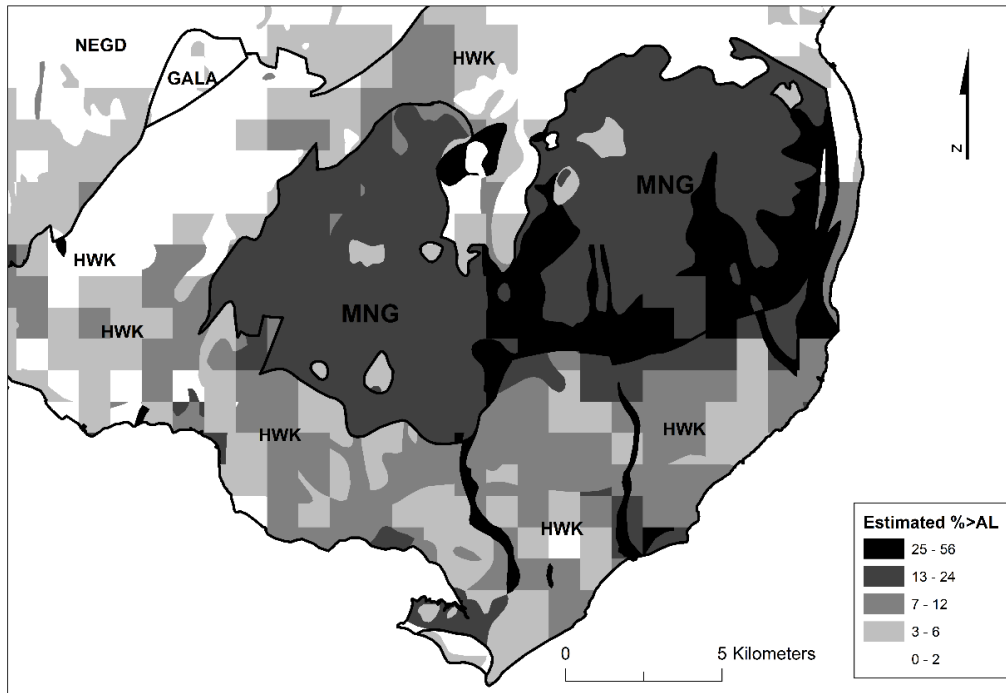 NEGD
GALA
HWK
MNG
HWK
HWK
MNG
HWK
HWK
HWK
Z
0
5 Kilometers
Estimated %>AL
25 - 56
13 - 24
7 - 12
3 - 6
0 - 2